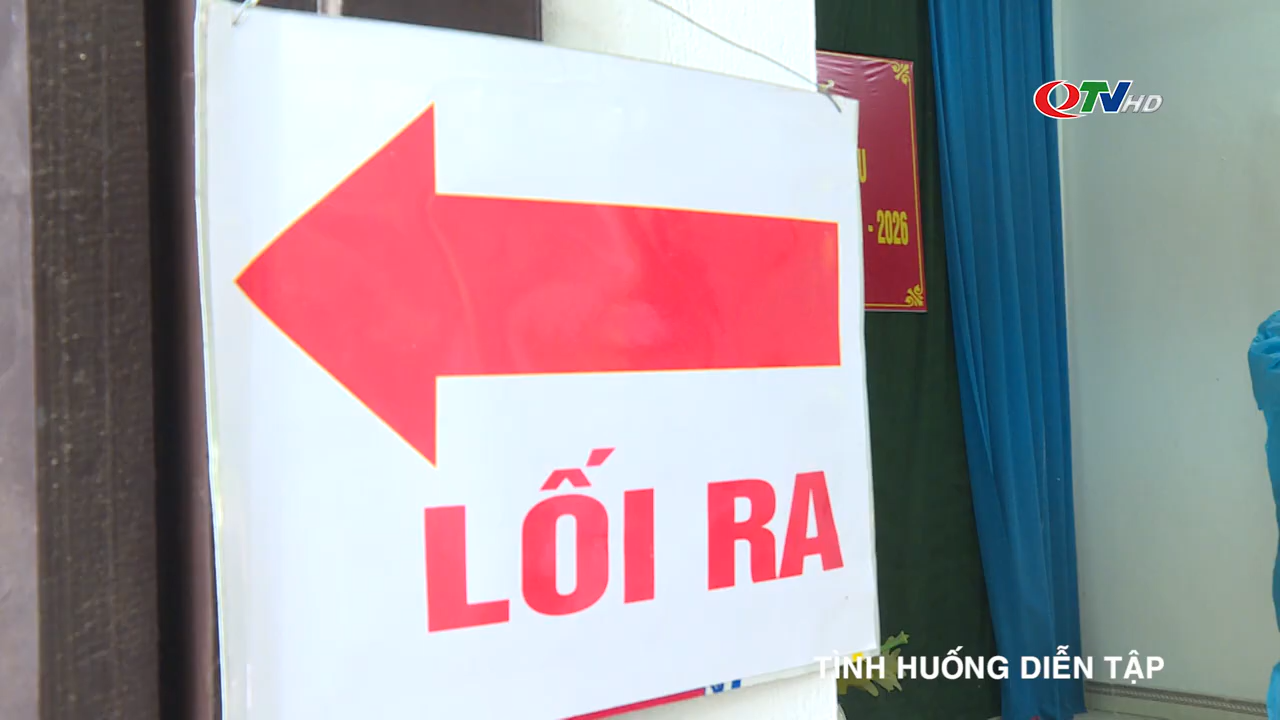 QTV HD
U
- 2026
LỐI RA
TÌNH HUỐNG DIỄN TẬP